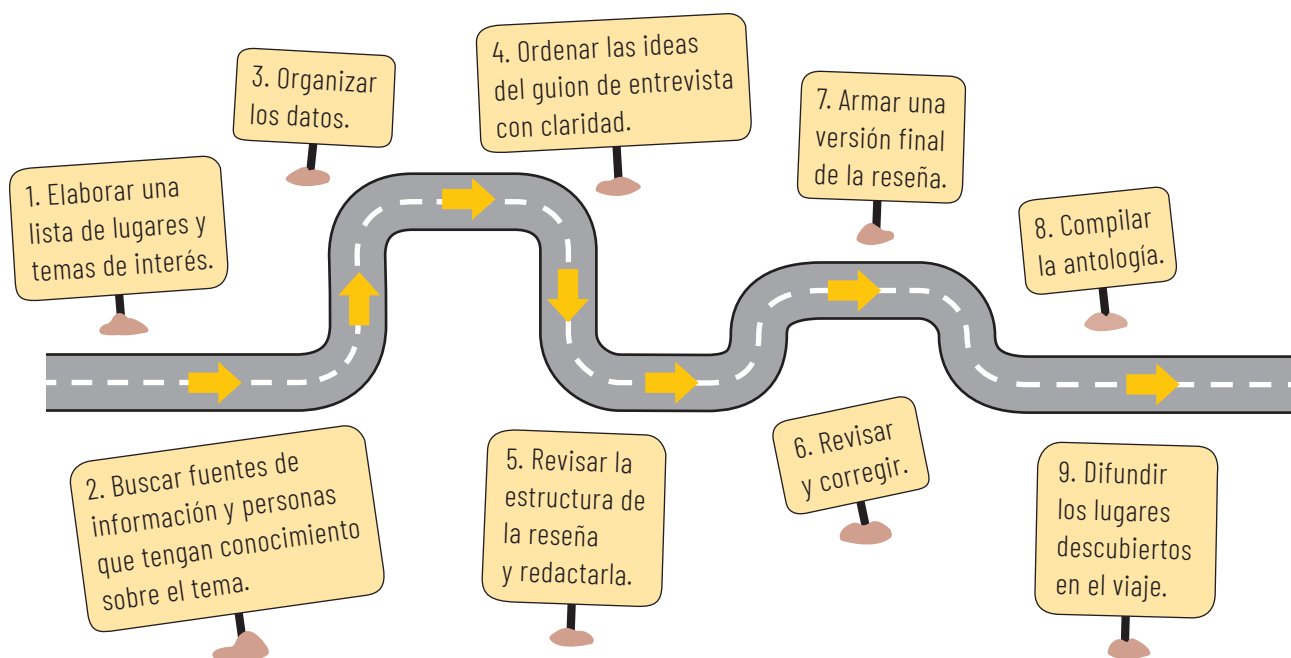 1. Elaborar una
lista de lugares y
temas de interés.
2. Buscar fuentes de
información y personas
que tengan conocimiento
sobre el tema.
3. Organizar
los datos.
4. Ordenar las ideas
del guion de entrevista
con claridad.
5. Revisar la
estructura de
la reseña
y redactarla.
6. Revisar
y corregir.
7. Armar una
versión final
de la reseña.
8. Compilar
la antología.
9. Difundir
los lugares
descubiertos
en el viaje.